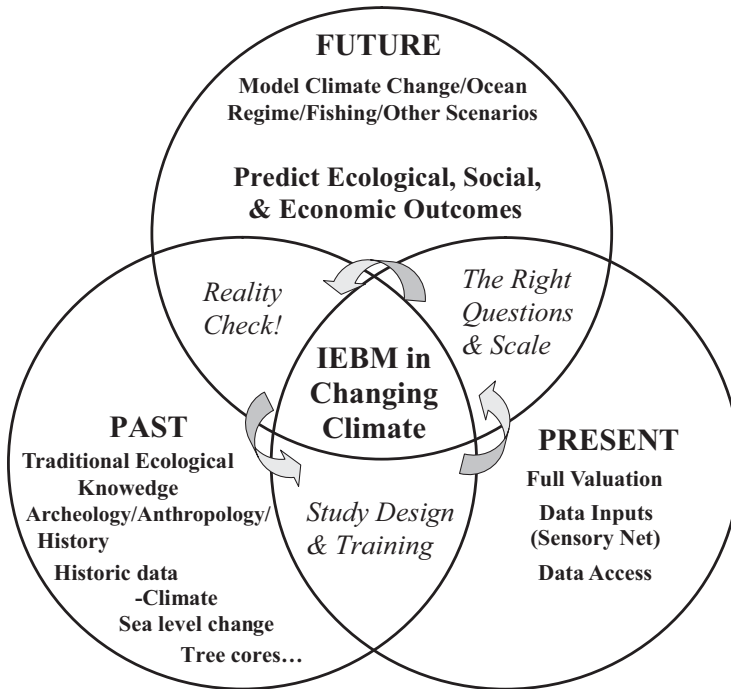 FUTURE
Model Climate Change/Ocean
Regime/Fishing/Other Scenarios
Predict Ecological, Social,
& Economic Outcomes
Reality
Check!
The Right
Questions
& Scale
IEBM in
Changing
Climate
PAST
Traditional Ecological
Knowedge
Archeology/Anthropology/
History
Historic data
-Climate
Sea level change
Tree cores…
Study Design
& Training
PRESENT
Full Valuation
Data Inputs
(Sensory Net)
Data Access